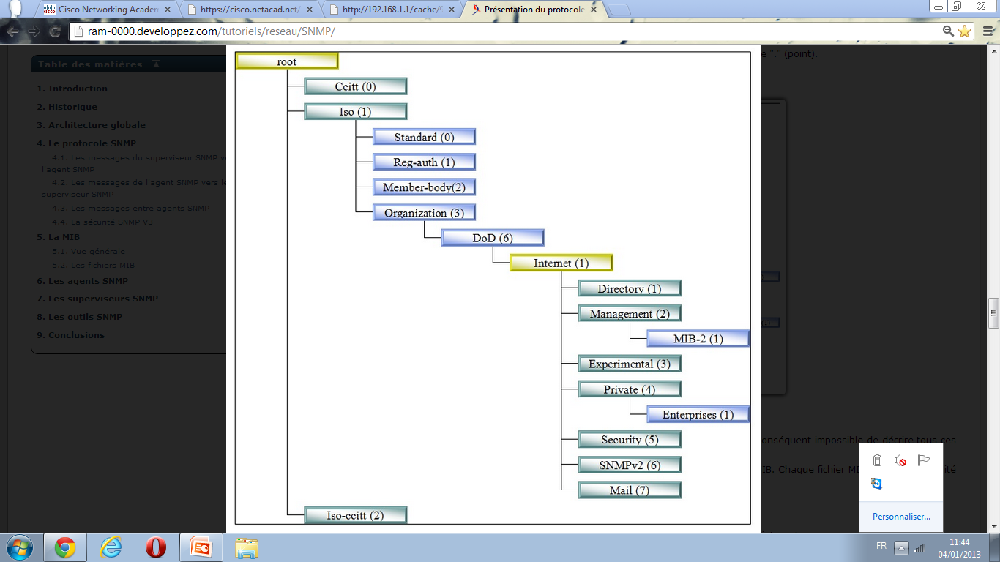 Cisco Networking Acaden
https://cisco.netacad.net/
http://192.168.1.1/cache/9
Présentation du protocole
ram-0000.developpez.com/tutoriels/reseau/SNMP/
e "." (point).
Table des matières
1. Introduction
2. Historique
3. Architecture globale
4. Le protocole SNMP
4.1. Les messages du superviseur SNMP ve
l'agent SNMP
4.2. Les messages de l'agent SNMP vers le
superviseur SNMP
4.3. Les messages entre agents SNMP
4.4. La sécurité SNMP V3
5. La MIB
5.1. Vue générale
5.2. Les fichiers MIB
6. Les agents SNMP
7. Les superviseurs SNMP
8. Les outils SNMP
9. Conclusions
root
Ccitt (0)
Iso (1)
Standard (0)
Reg-auth (1)
Member-body(2)
Organization (3)
DoD (6)
Internet (1)
Directory (1)
Management (2)
MIB-2 (1)
Experimental (3)
Private (4)
Enterprises (1)
Security (5)
SNMPv2 (6)
Mail (7)
Iso-ccitt (2)
onséquent impossible de décrire tous ces
IB. Chaque fichier MI
ité
Personnaliser...
FR
11:44
04/01/2013